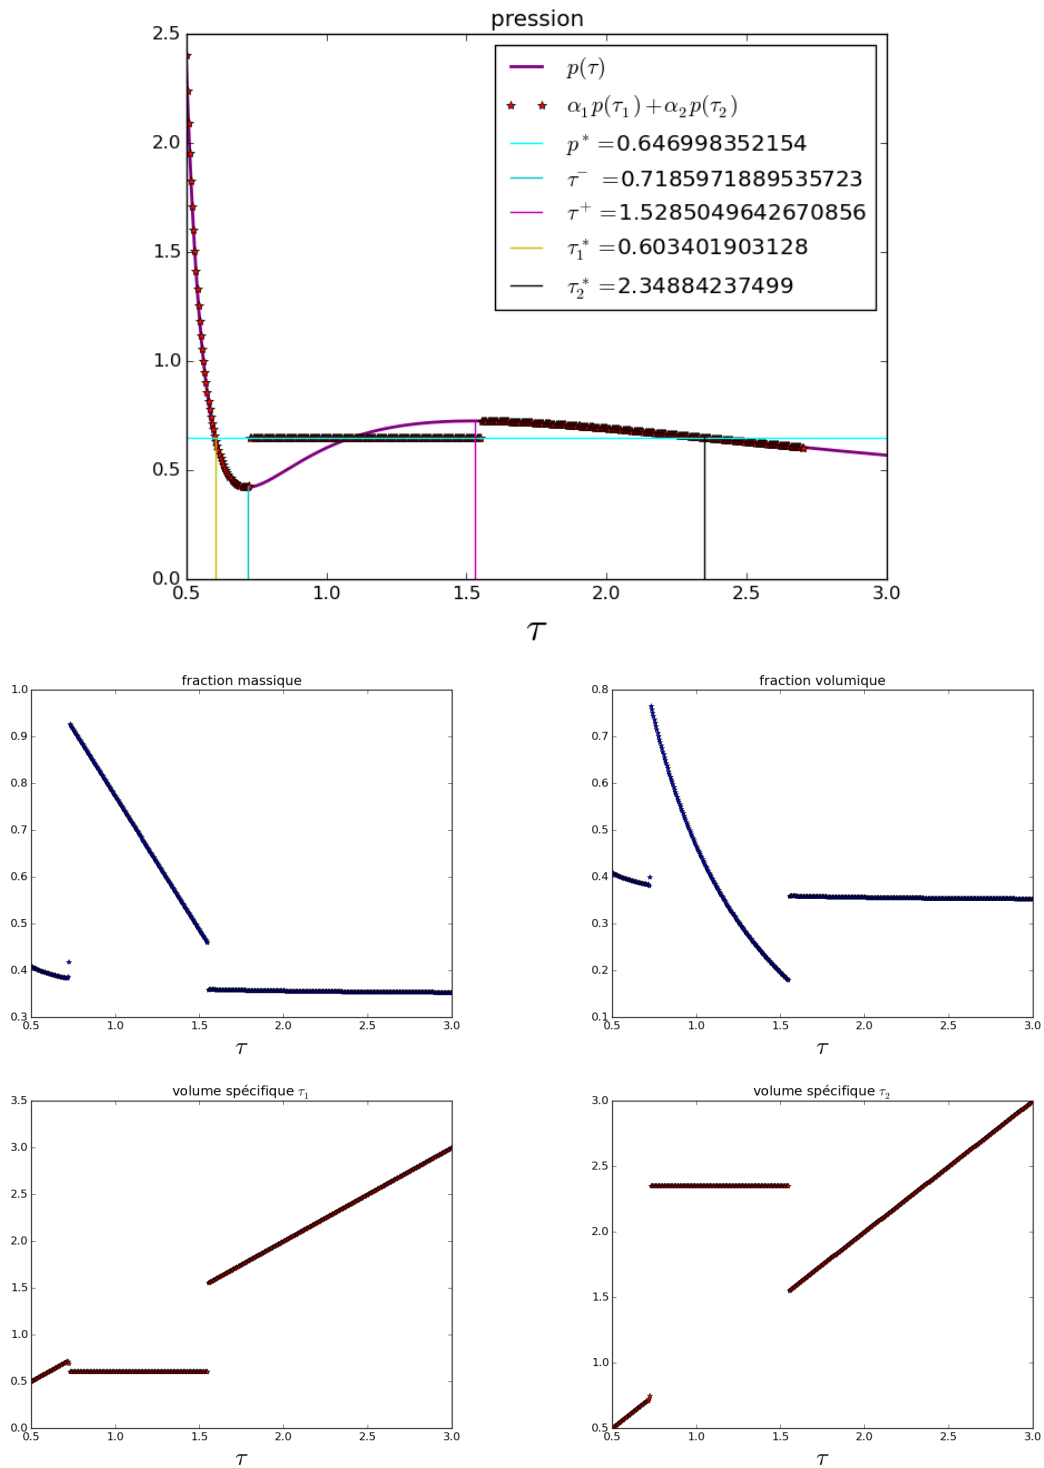 pression
2.5
2.0
1.5
1.0
0.5
0.0
p(τ)
α₁p(τ₁)+α₂p(τ₂)
p* =0.646998352154
τ⁻ =0.7185971889535723
τ⁺ =1.5285049642670856
τ₁* =0.603401903128
τ₂* =2.34884237499
0.5 1.0 1.5 2.0 2.5 3.0
τ
fraction massique
1.0
0.9
0.8
0.7
0.6
0.5
0.4
0.3
0.5 1.0 1.5 2.0 2.5 3.0
τ
fraction volumique
0.8
0.7
0.6
0.5
0.4
0.3
0.2
0.1
0.5 1.0 1.5 2.0 2.5 3.0
τ
volume spécifique τ₁
3.5
3.0
2.5
2.0
1.5
1.0
0.5
0.0
0.5 1.0 1.5 2.0 2.5 3.0
τ
volume spécifique τ₂
3.0
2.5
2.0
1.5
1.0
0.5
0.5 1.0 1.5 2.0 2.5 3.0
τ